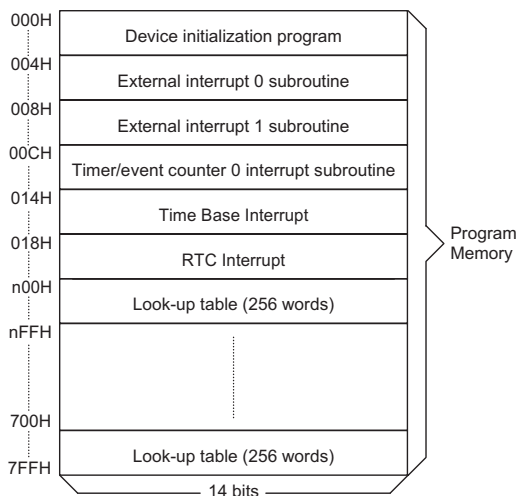 000H
Device initialization program
004H
External interrupt 0 subroutine
008H
External interrupt 1 subroutine
00CH
Timer/event counter 0 interrupt subroutine
014H
Time Base Interrupt
018H
RTC Interrupt
n00H
Look-up table (256 words)
nFFH
700H
Look-up table (256 words)
7FFH
14 bits
Program
Memory